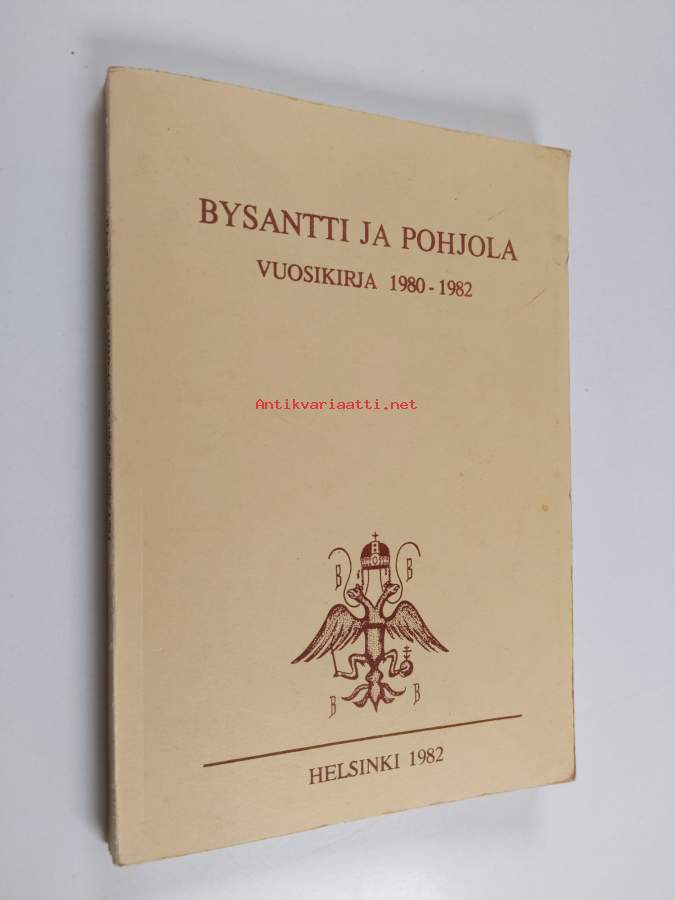 BYSANTTI JA POHJOLA
VUOSIKIRJA 1980 - 1982
Antikvariaatti.net
B B
B B
HELSINKI 1982